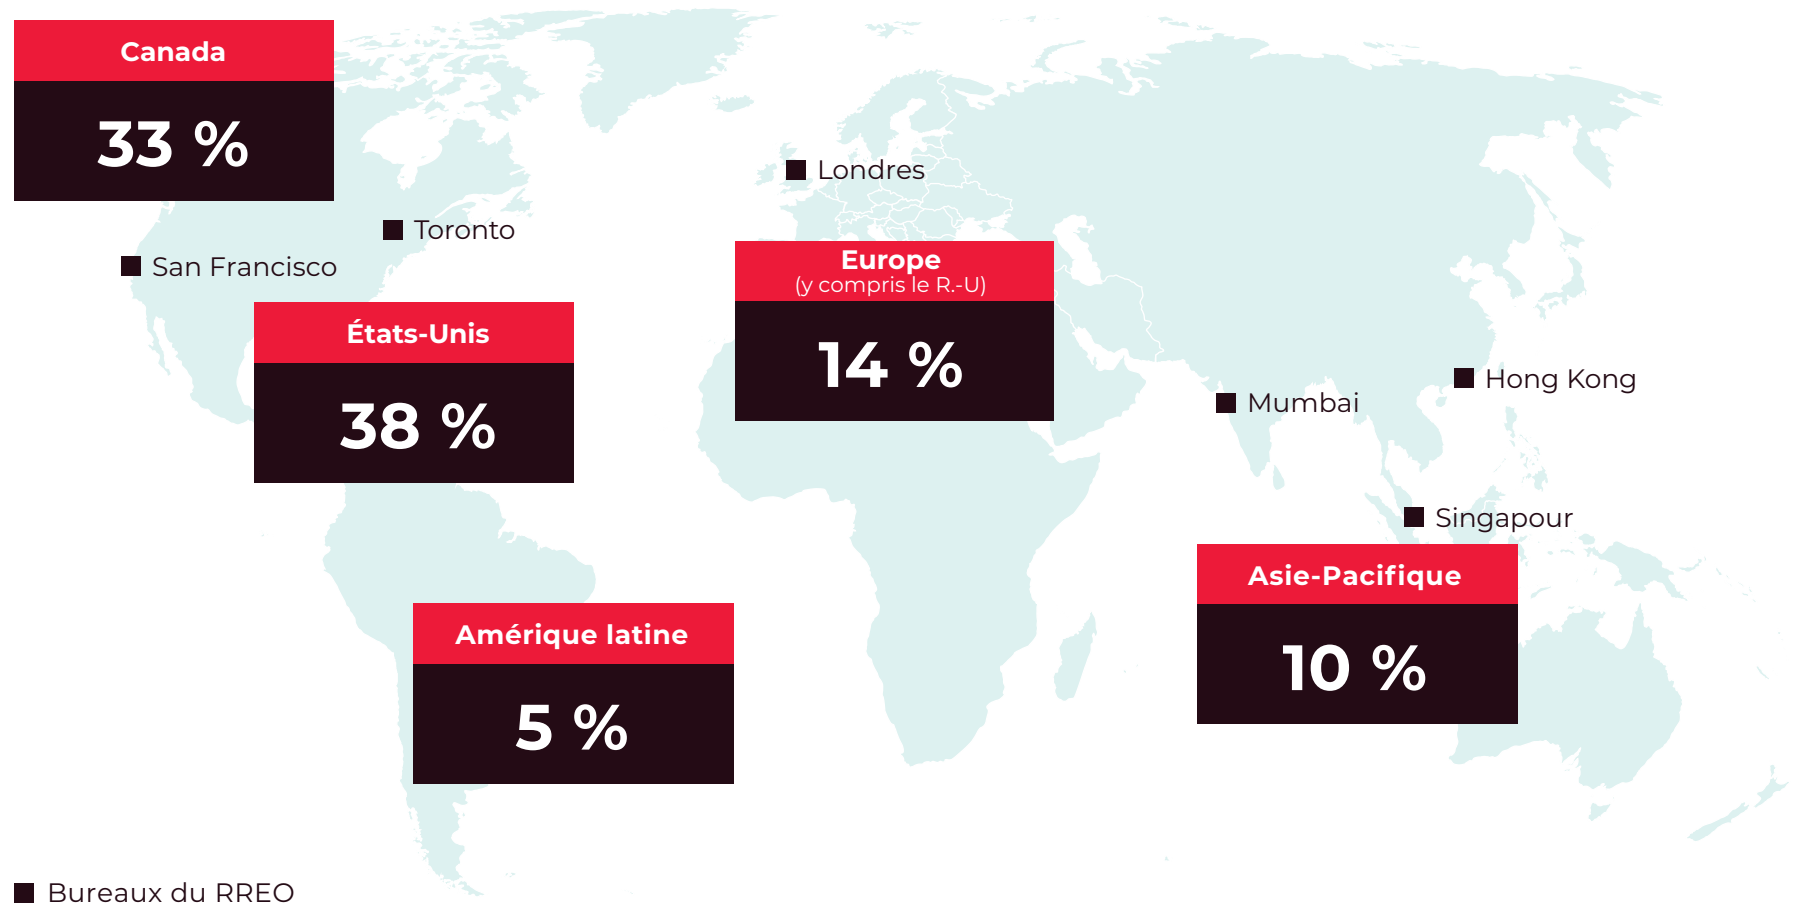 Canada
33 %
Londres
Toronto
San Francisco
Europe
(y compris le R.-U)
14 %
États-Unis
38 %
Hong Kong
Mumbai
Singapour
Asie-Pacifique
10 %
Amérique latine
5 %
Bureaux du RREO